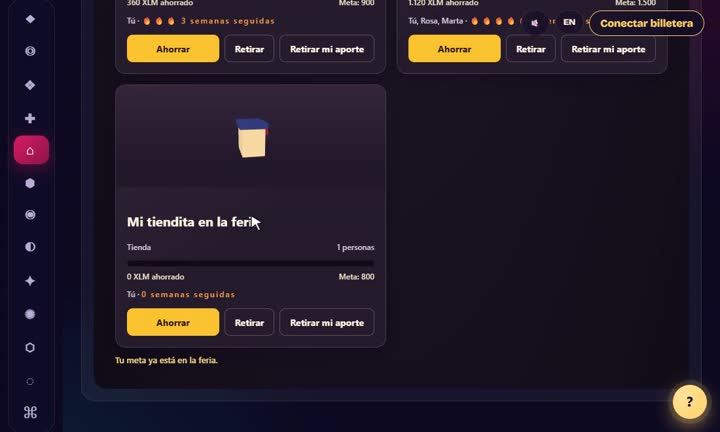 360 XLM ahorrado Meta: 900
Tú · 3 semanas seguidas
Ahorrar Retirar Retirar mi aporte
1.120 XLM ahorrado Meta: 1.500
Tú, Rosa, Marta ·
Ahorrar Retirar Retirar mi aporte
EN
Conectar billetera
Mi tiendita en la feria
Tienda 1 personas
0 XLM ahorrado Meta: 800
Tú · 0 semanas seguidas
Ahorrar Retirar Retirar mi aporte
Tu meta ya está en la feria.
?